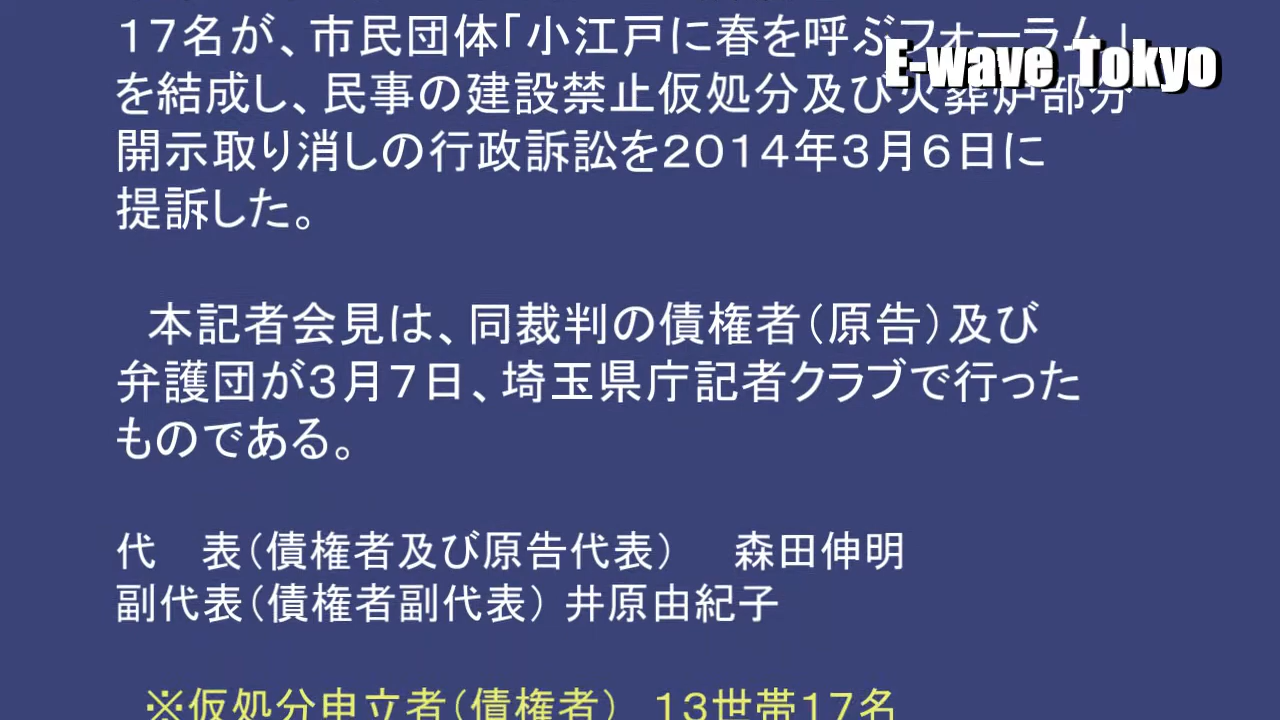 17名が、市民団体「小江戸に春を呼ぶフォーラム」
E-wave Tokyo
を結成し、民事の建設禁止仮処分及び火葬炉部分
開示取り消しの行政訴訟を2014年3月6日に
提訴した。
本記者会見は、同裁判の債権者(原告)及び
弁護団が3月7日、埼玉県庁記者クラブで行った
ものである。
代　表(債権者及び原告代表)　森田伸明
副代表(債権者副代表) 井原由紀子
※仮処分申立者(債権者)　13世帯17名